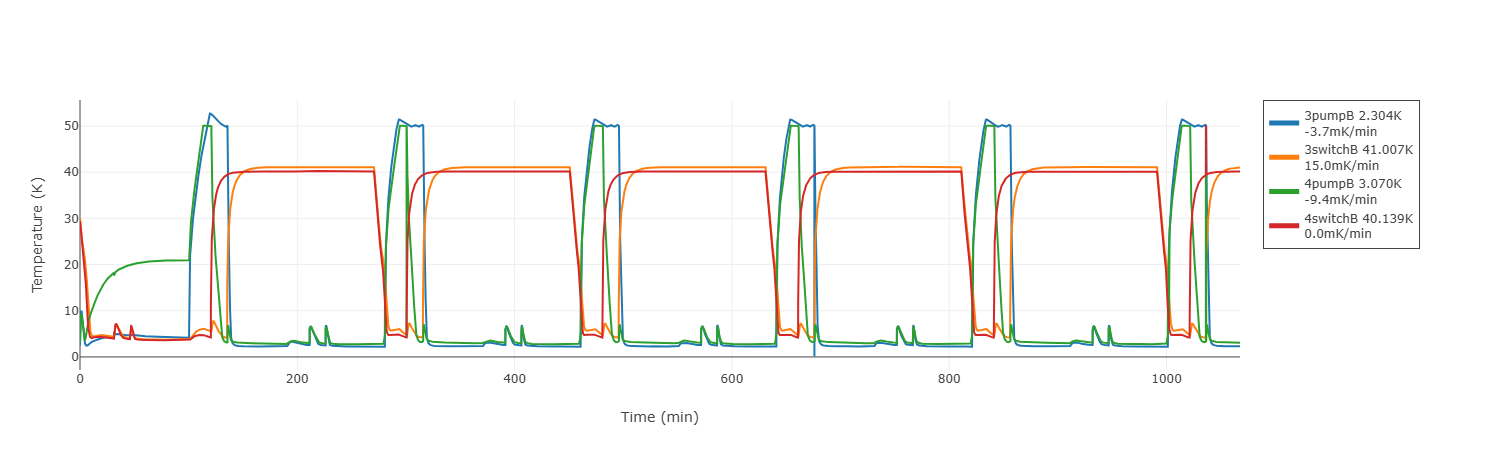 50
40
30
20
10
0
0
200
400
600
800
1000
Time (min)
Temperature (K)
3pumpB 2.304K
-3.7mK/min
3switchB 41.007K
15.0mK/min
4pumpB 3.070K
-9.4mK/min
4switchB 40.139K
0.0mK/min